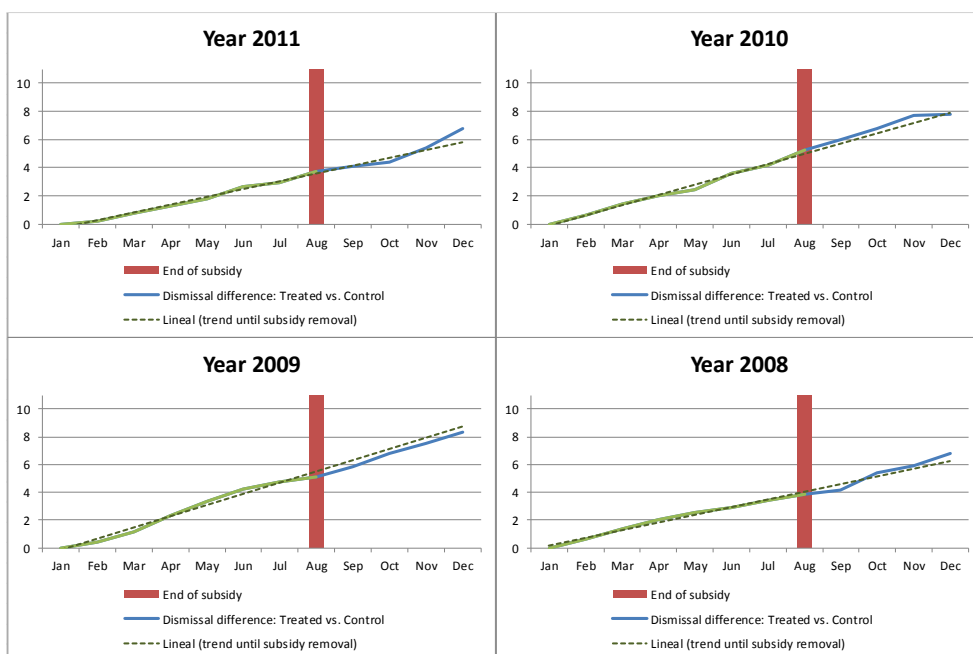 Year 2011
10
8
6
4
2
0
Jan Feb Mar Apr May Jun Jul Aug Sep Oct Nov Dec
End of subsidy
Dismissal difference: Treated vs. Control
Lineal (trend until subsidy removal)
Year 2010
10
8
6
4
2
0
Jan Feb Mar Apr May Jun Jul Aug Sep Oct Nov Dec
End of subsidy
Dismissal difference: Treated vs. Control
Lineal (trend until subsidy removal)
Year 2009
10
8
6
4
2
0
Jan Feb Mar Apr May Jun Jul Aug Sep Oct Nov Dec
End of subsidy
Dismissal difference: Treated vs. Control
Lineal (trend until subsidy removal)
Year 2008
10
8
6
4
2
0
Jan Feb Mar Apr May Jun Jul Aug Sep Oct Nov Dec
End of subsidy
Dismissal difference: Treated vs. Control
Lineal (trend until subsidy removal)